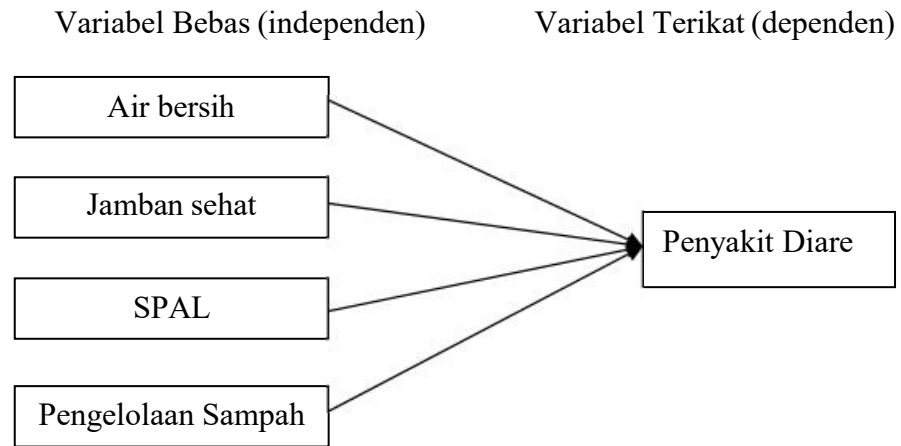 Variabel Bebas (independen)
Variabel Terikat (dependen)
Air bersih
Jamban sehat
SPAL
Pengelolaan Sampah
Penyakit Diare